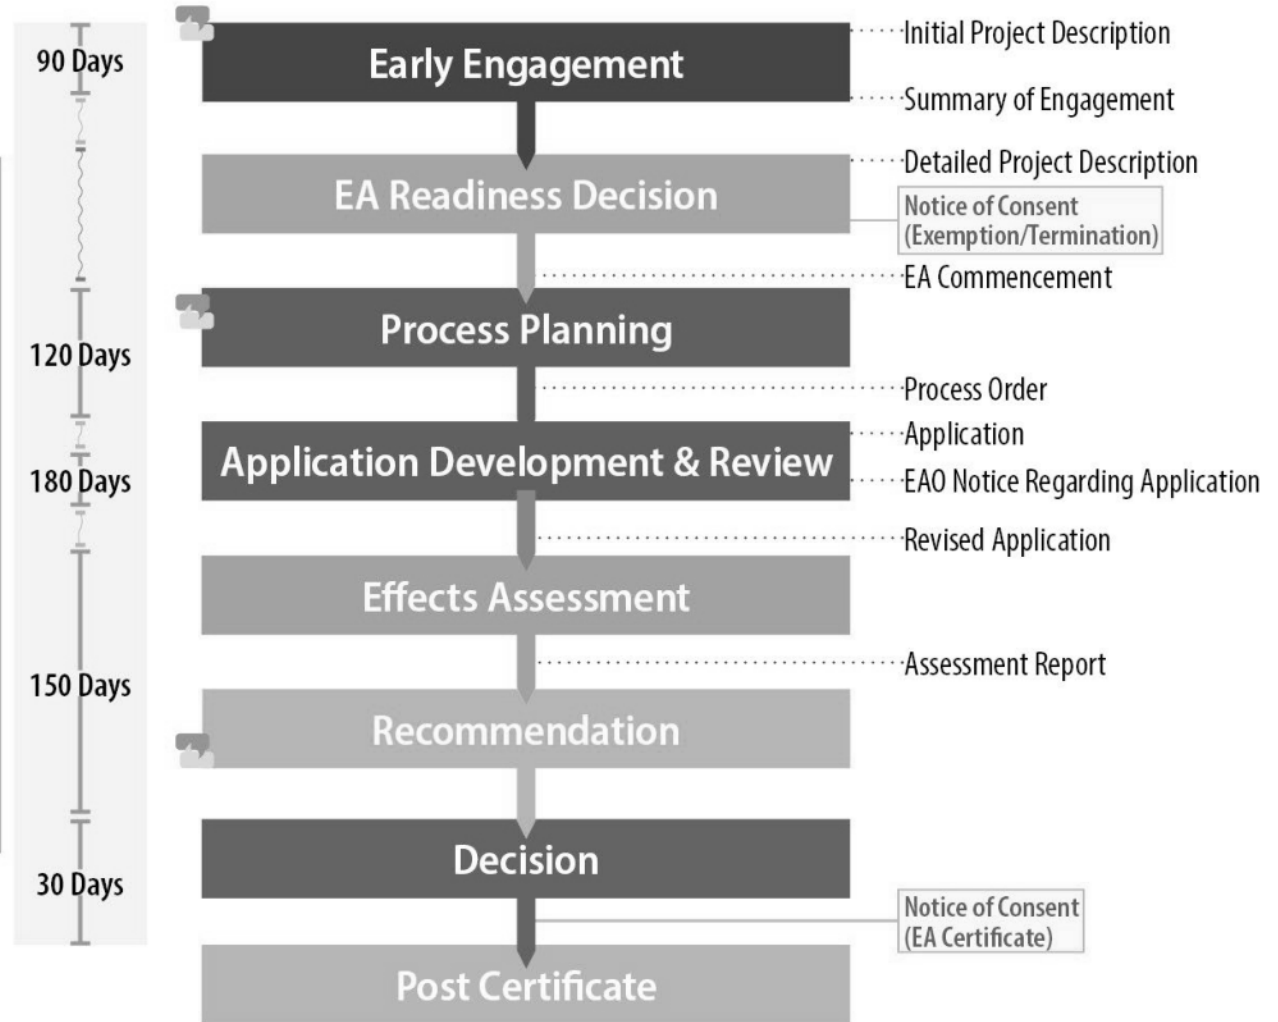 90 Days
Early Engagement
Initial Project Description
Summary of Engagement
EA Readiness Decision
Detailed Project Description
Notice of Consent
(Exemption/Termination)
EA Commencement
120 Days
Process Planning
Process Order
180 Days
Application Development & Review
Application
EAO Notice Regarding Application
Revised Application
150 Days
Effects Assessment
Assessment Report
Recommendation
30 Days
Decision
Notice of Consent
(EA Certificate)
Post Certificate